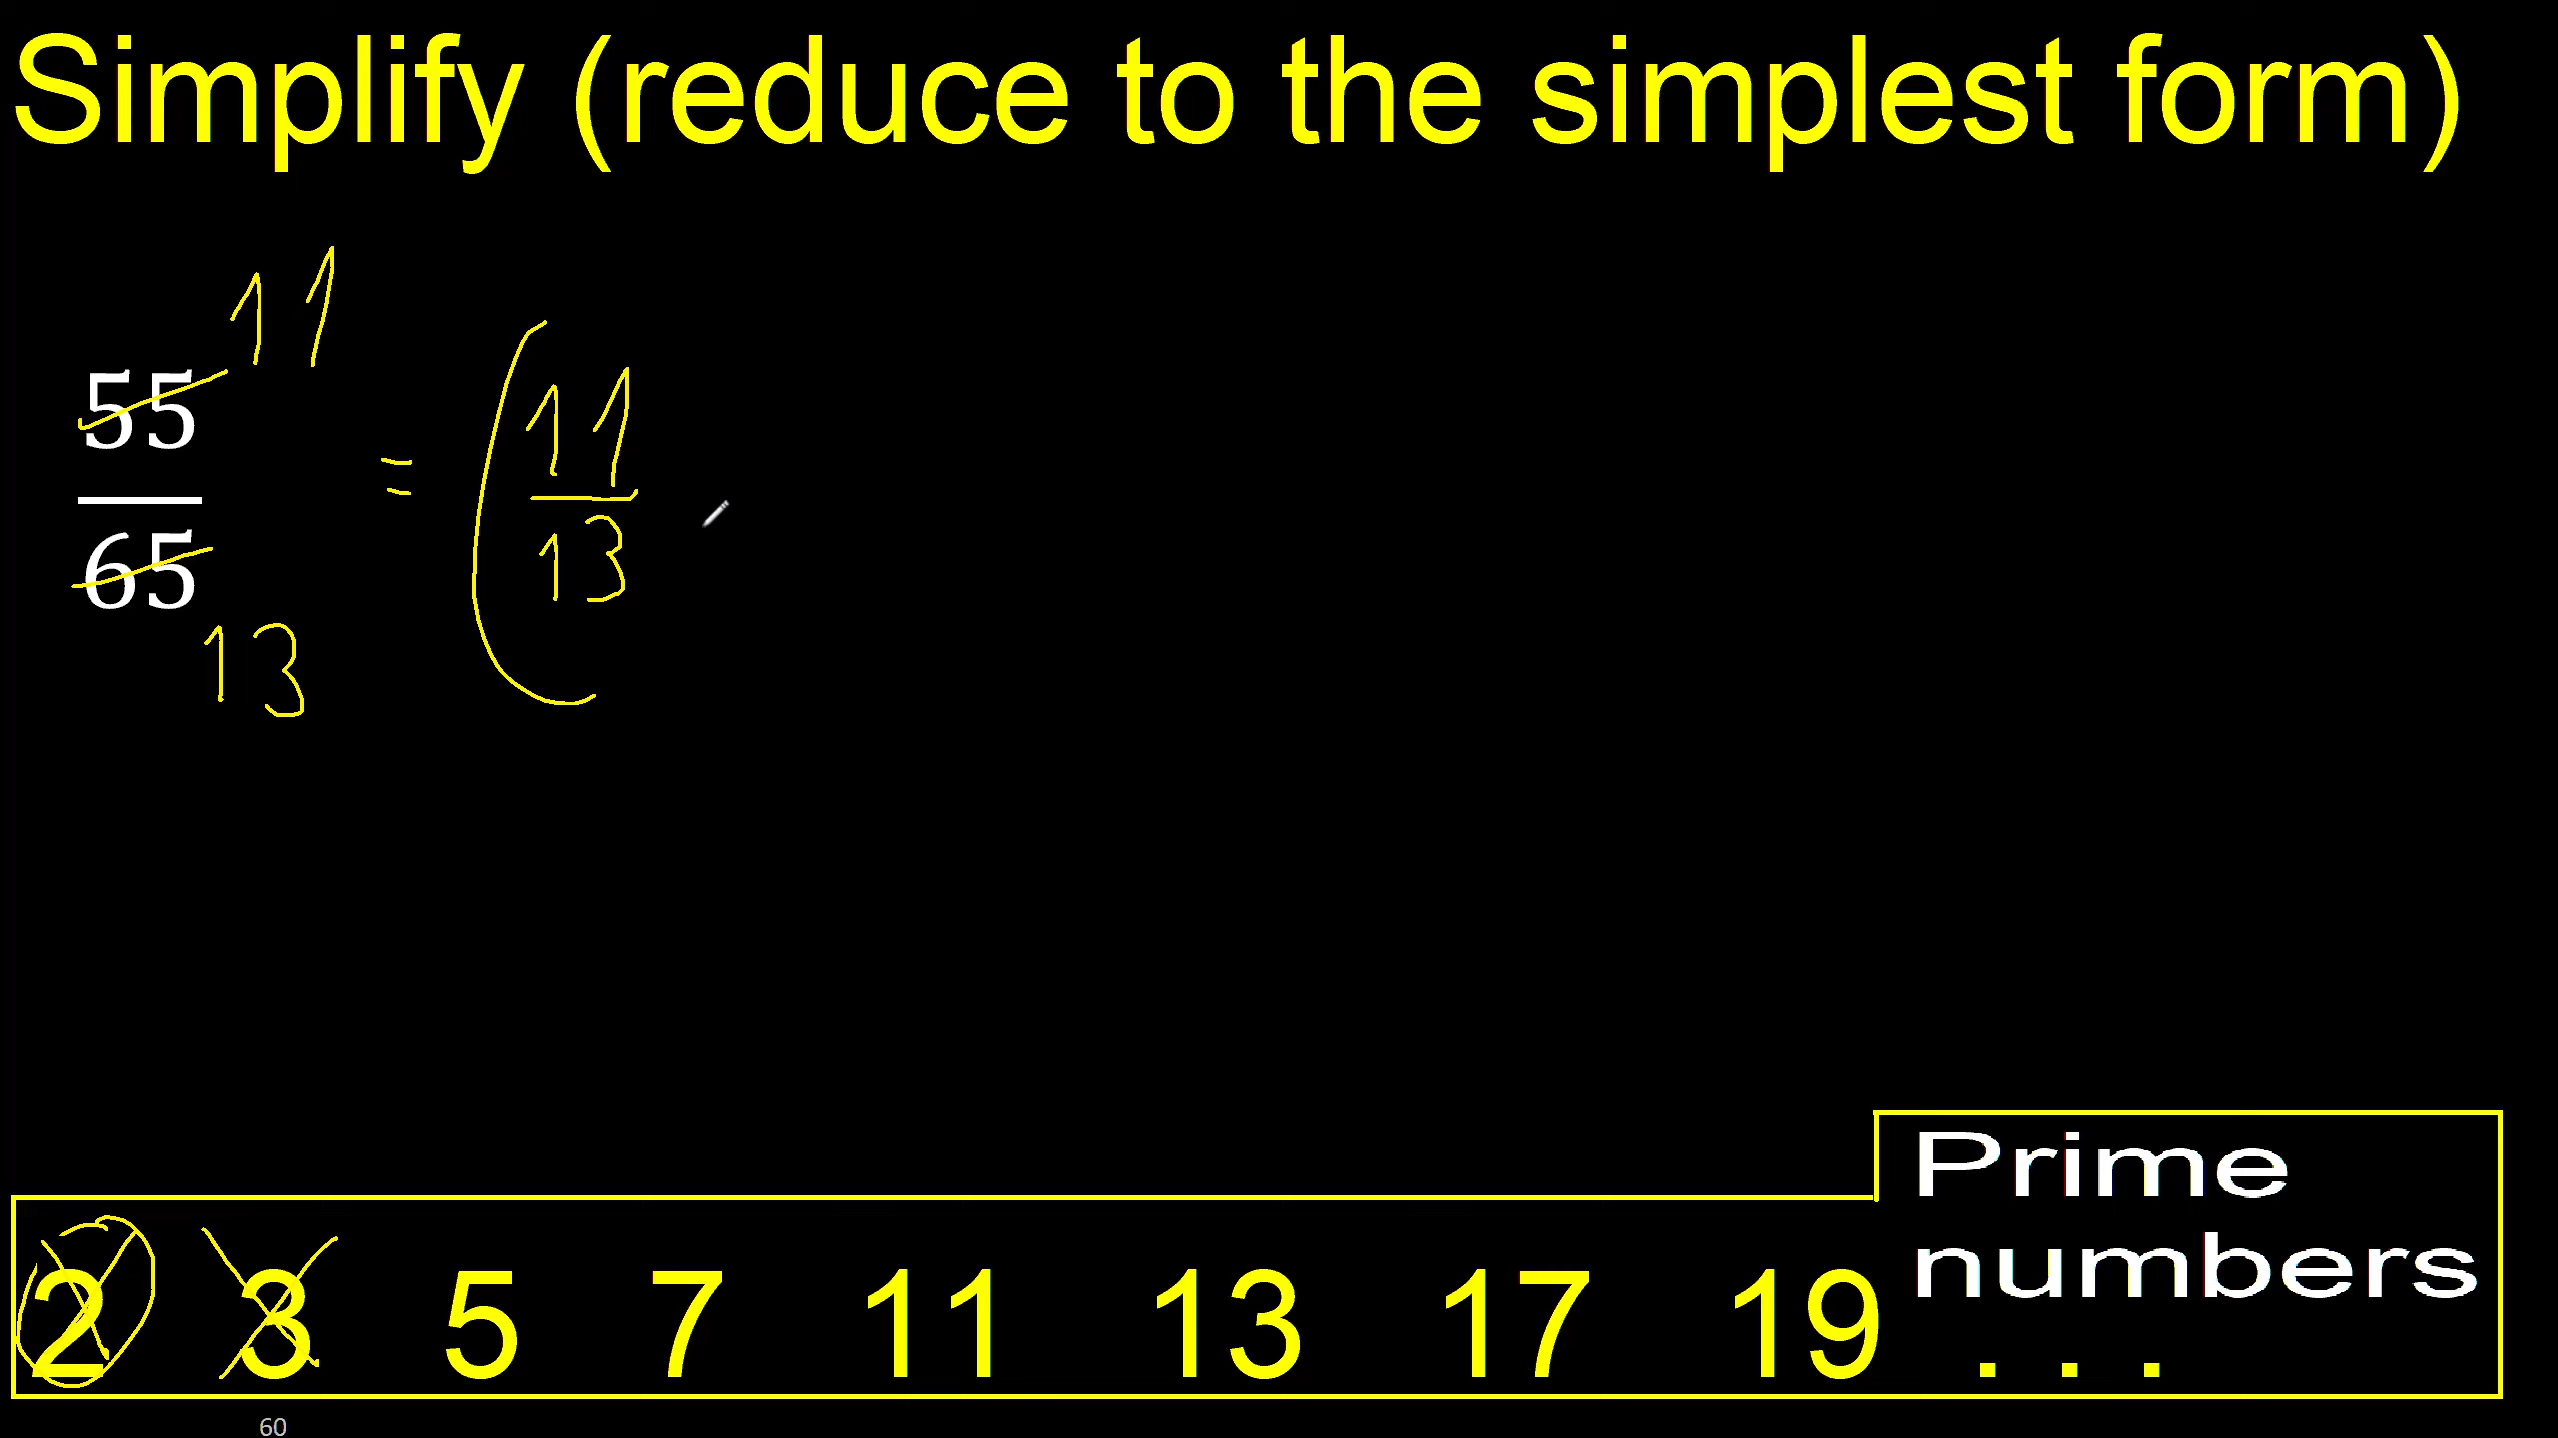 Simplify (reduce to the simplest form)
11
55
65
13
=
11
13
Prime
numbers
2 3 5 7 11 13 17 19 . . .
60